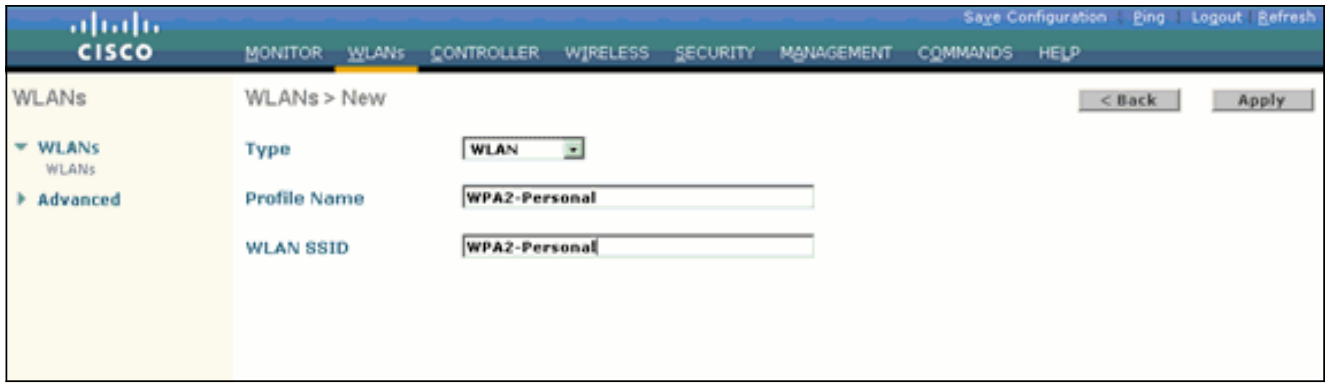 Save Configuration | Ping | Logout | Refresh
CISCO
MONITOR WLANs CONTROLLER WIRELESS SECURITY MANAGEMENT COMMANDS HELP
WLANs
WLANs > New
< Back
Apply
WLANs
WLANs
Advanced
Type WLAN
Profile Name WPA2-Personal
WLAN SSID WPA2-Personal